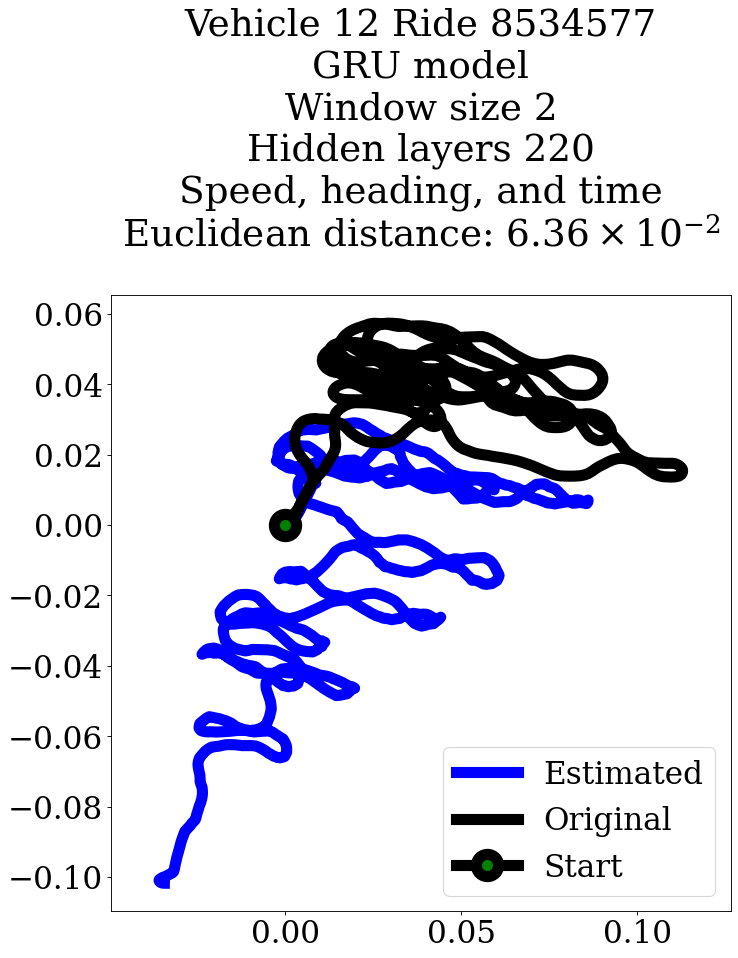 Vehicle 12 Ride 8534577
GRU model
Window size 2
Hidden layers 220
Speed, heading, and time
Euclidean distance: 6.36 × 10⁻²
0.06
0.04
0.02
0.00
−0.02
−0.04
−0.06
−0.08
−0.10
Estimated
Original
Start
0.00 0.05 0.10